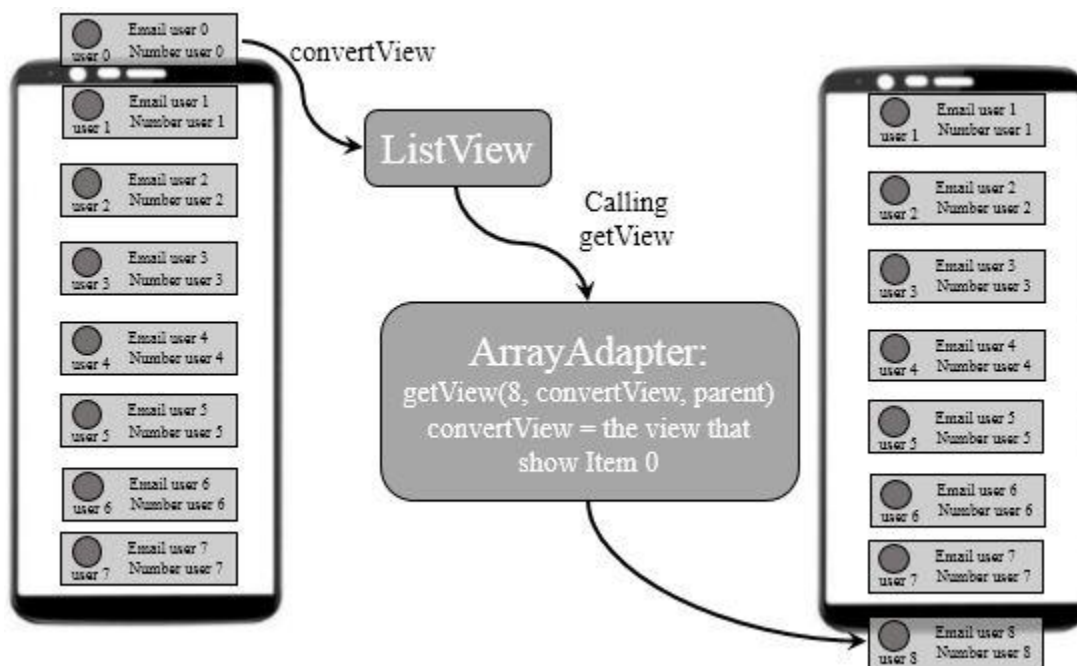 Email user 0
Number user 0
user 0
Email user 1
Number user 1
user 1
Email user 2
Number user 2
user 2
Email user 3
Number user 3
user 3
Email user 4
Number user 4
user 4
Email user 5
Number user 5
user 5
Email user 6
Number user 6
user 6
Email user 7
Number user 7
user 7
convertView
ListView
Calling
getView
ArrayAdapter:
getView(8, convertView, parent)
convertView = the view that
show Item 0
Email user 1
Number user 1
user 1
Email user 2
Number user 2
user 2
Email user 3
Number user 3
user 3
Email user 4
Number user 4
user 4
Email user 5
Number user 5
user 5
Email user 6
Number user 6
user 6
Email user 7
Number user 7
user 7
Email user 8
Number user 8
user 8